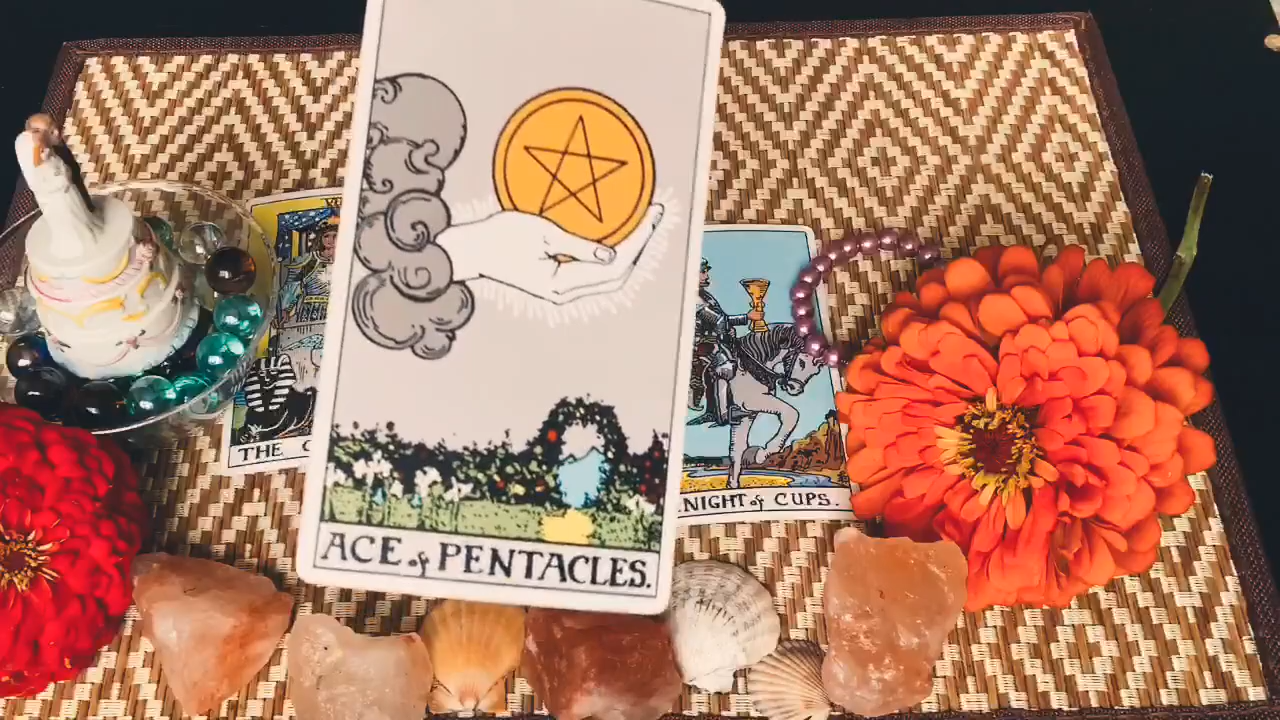 THE C
NIGHT of CUPS.
ACE of PENTACLES.